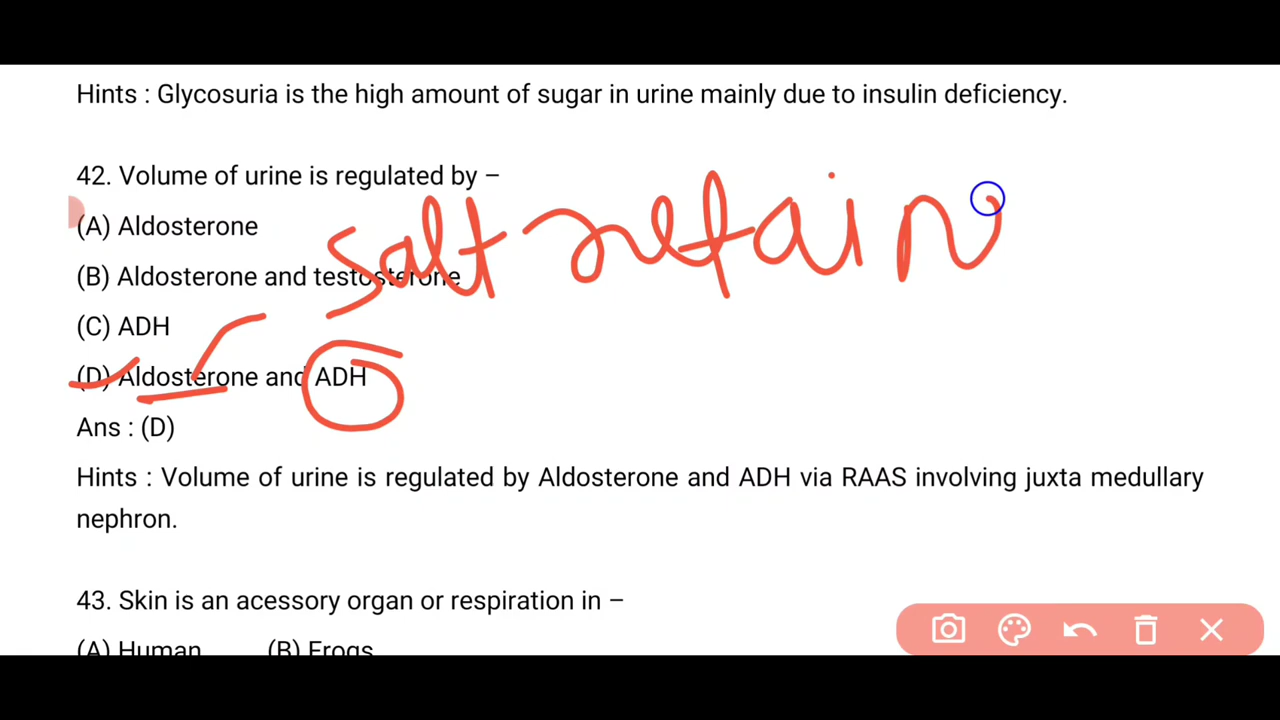 Hints : Glycosuria is the high amount of sugar in urine mainly due to insulin deficiency.
42. Volume of urine is regulated by –
(A) Aldosterone
salt retain
(B) Aldosterone and testosterone
(C) ADH
(D) Aldosterone and ADH
Ans : (D)
Hints : Volume of urine is regulated by Aldosterone and ADH via RAAS involving juxta medullary
nephron.
43. Skin is an acessory organ or respiration in –
(A) Human (B) Frogs